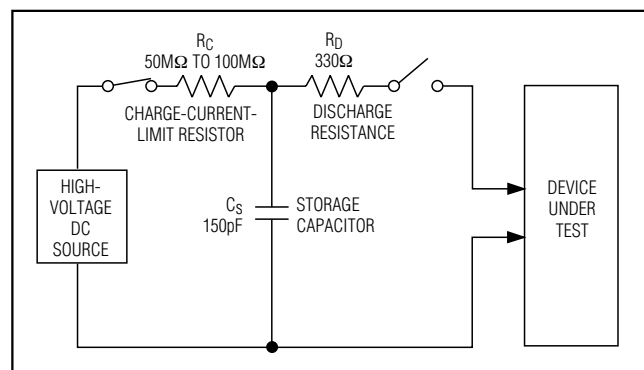 R_C
50MΩ TO 100MΩ
CHARGE-CURRENT-
LIMIT RESISTOR
R_D
330Ω
DISCHARGE
RESISTANCE
HIGH-
VOLTAGE
DC
SOURCE
C_S
150pF
STORAGE
CAPACITOR
DEVICE
UNDER
TEST